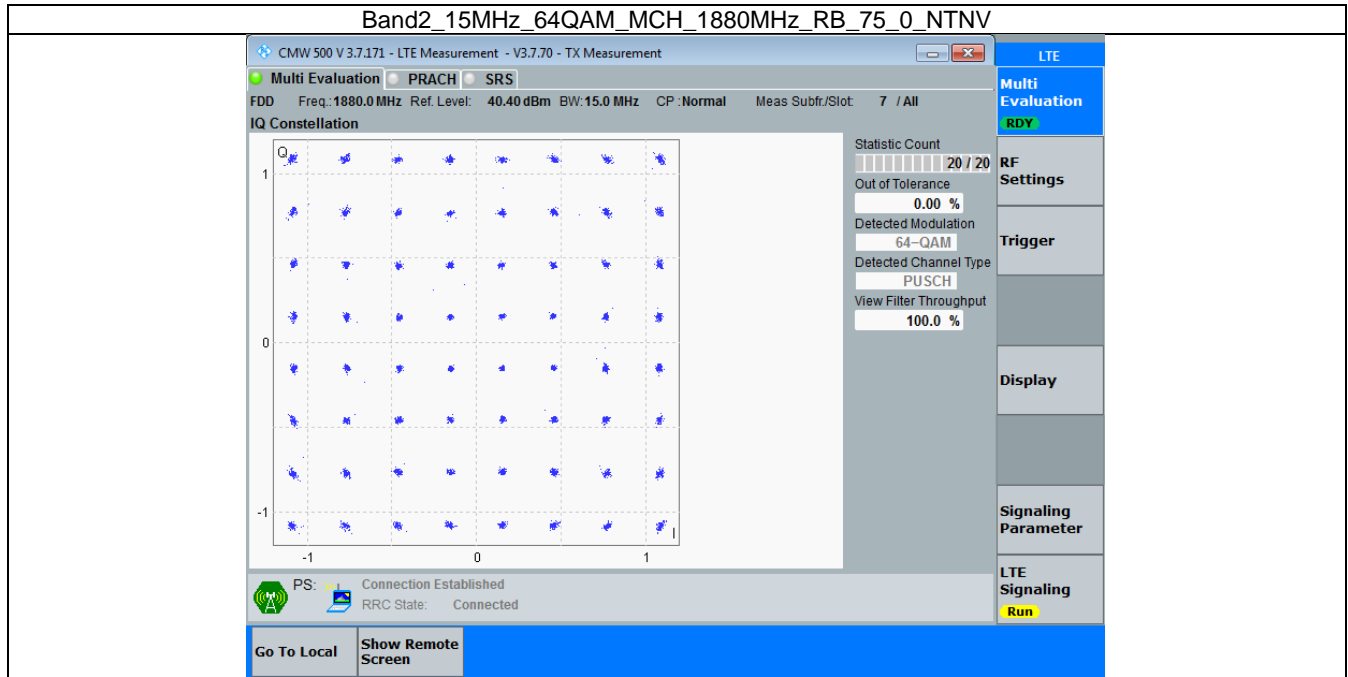 Band2_15MHz_64QAM_MCH_1880MHz_RB_75_0_NTNV
CMW 500 V 3.7.171 - LTE Measurement - V3.7.70 - TX Measurement
LTE
Multi Evaluation PRACH SRS
Multi
Evaluation
RDY
FDD Freq.:1880.0 MHz Ref. Level: 40.40 dBm BW:15.0 MHz CP :Normal Meas Subfr./Slot: 7 / All
IQ Constellation
Q
1
0
-1
-1 0 1
I
Statistic Count
20 / 20
Out of Tolerance
0.00 %
Detected Modulation
64-QAM
Detected Channel Type
PUSCH
View Filter Throughput
100.0 %
RF
Settings
Trigger
Display
Signaling
Parameter
LTE
Signaling
Run
PS: Connection Established
RRC State: Connected
Go To Local
Show Remote
Screen